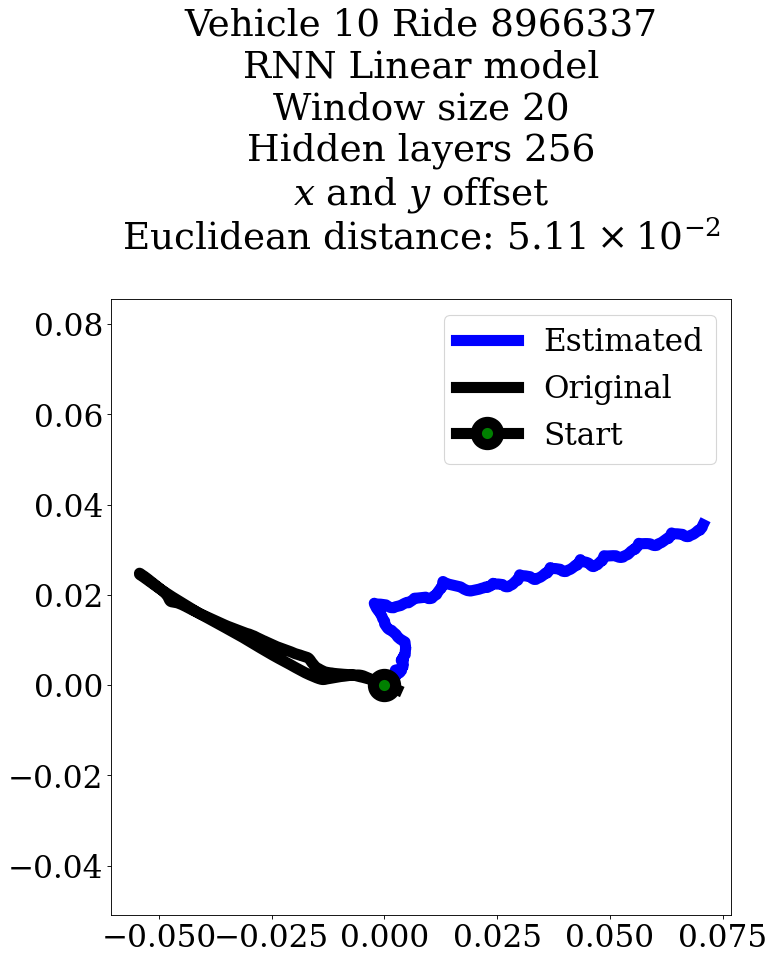 Vehicle 10 Ride 8966337
RNN Linear model
Window size 20
Hidden layers 256
x and y offset
Euclidean distance: 5.11 × 10⁻²
0.08
0.06
0.04
0.02
0.00
−0.02
−0.04
Estimated
Original
Start
−0.050 −0.025 0.000 0.025 0.050 0.075